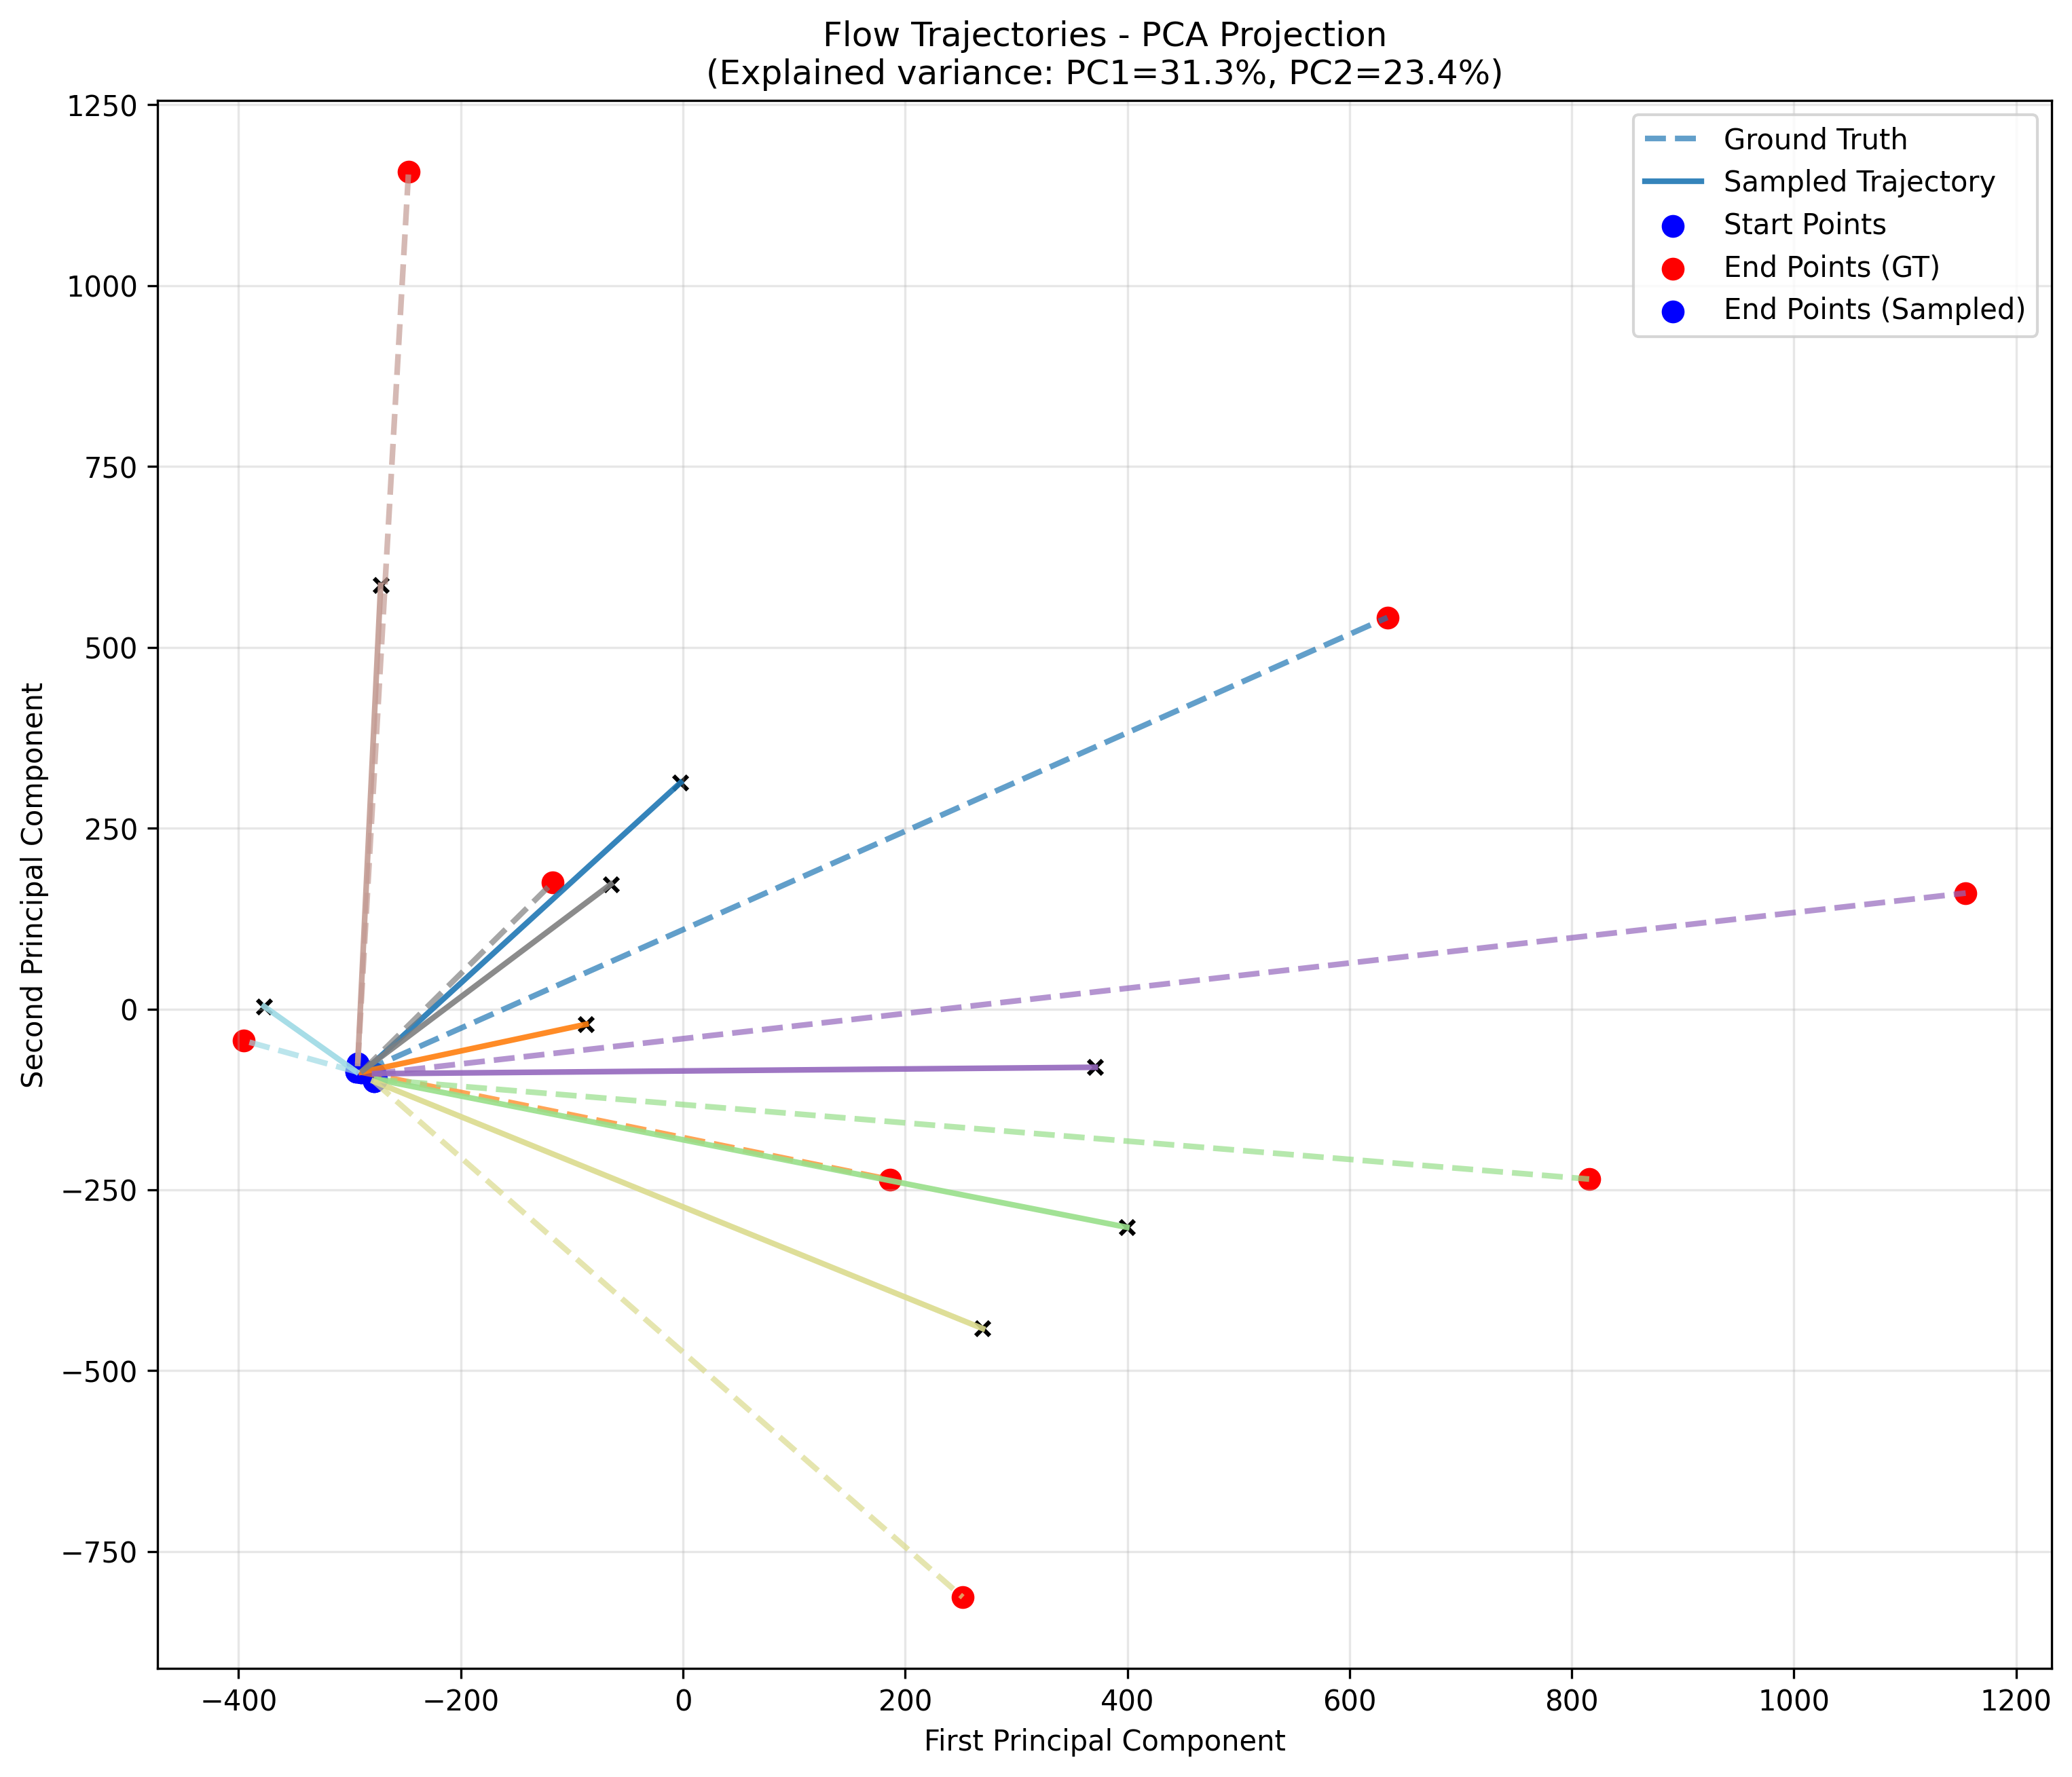 Flow Trajectories - PCA Projection
(Explained variance: PC1=31.3%, PC2=23.4%)
Ground Truth
Sampled Trajectory
Start Points
End Points (GT)
End Points (Sampled)
1250
1000
750
500
250
0
−250
−500
−750
Second Principal Component
−400
−200
0
200
400
600
800
1000
1200
First Principal Component